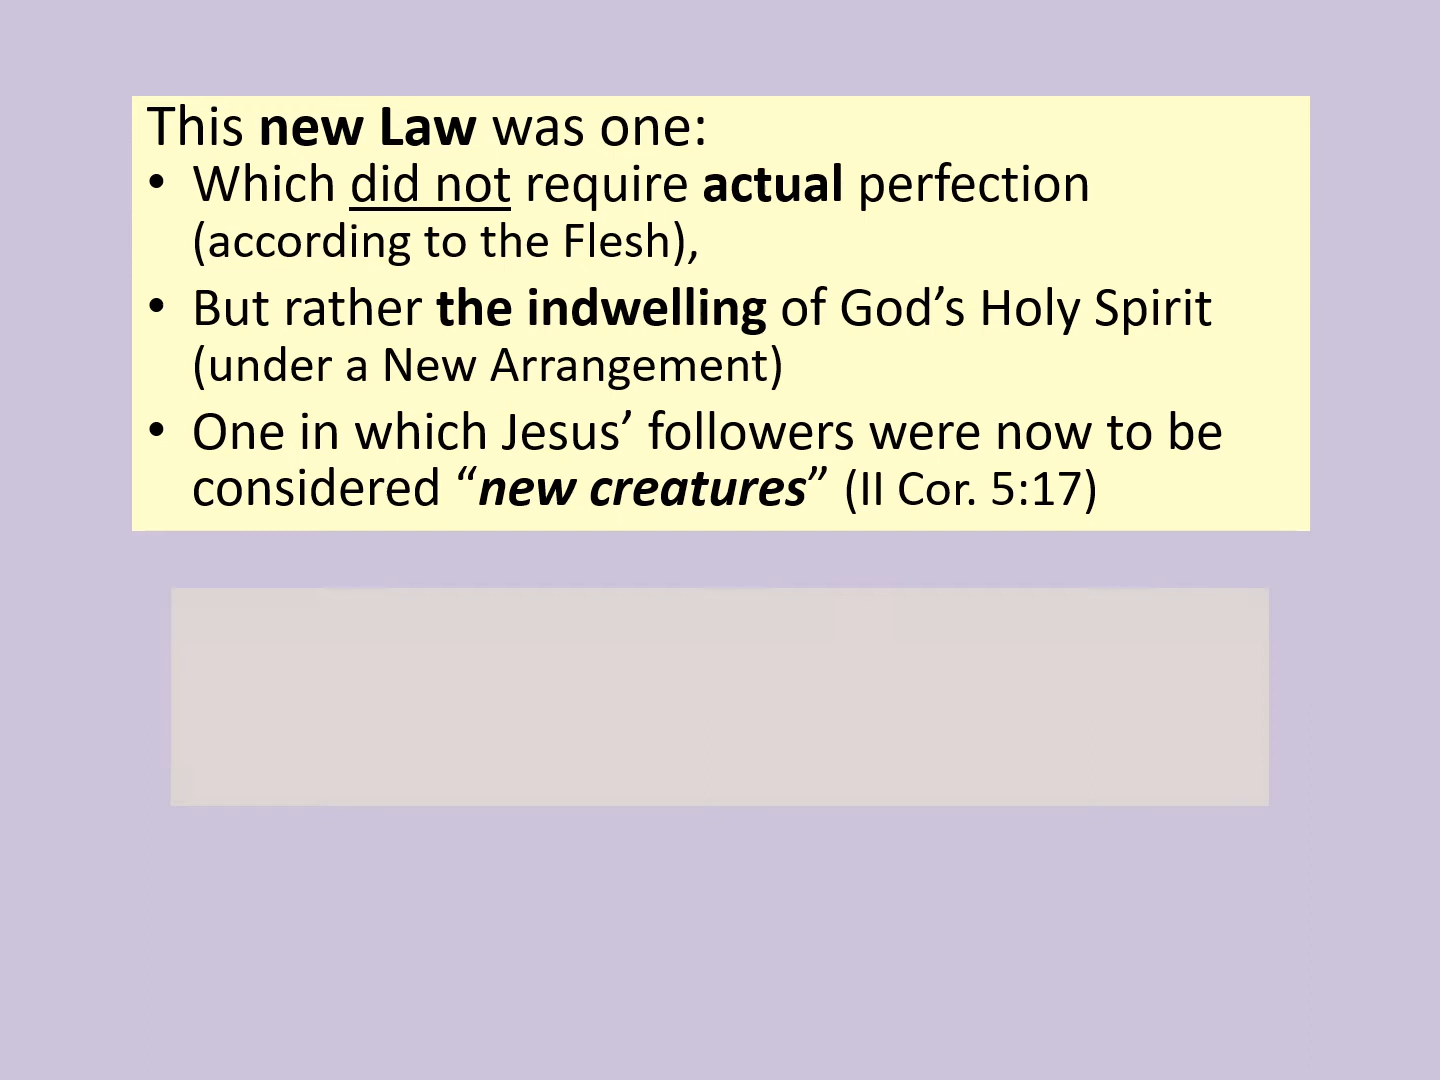 This new Law was one:
• Which did not require actual perfection
(according to the Flesh),
• But rather the indwelling of God’s Holy Spirit
(under a New Arrangement)
• One in which Jesus’ followers were now to be
considered “new creatures” (II Cor. 5:17)